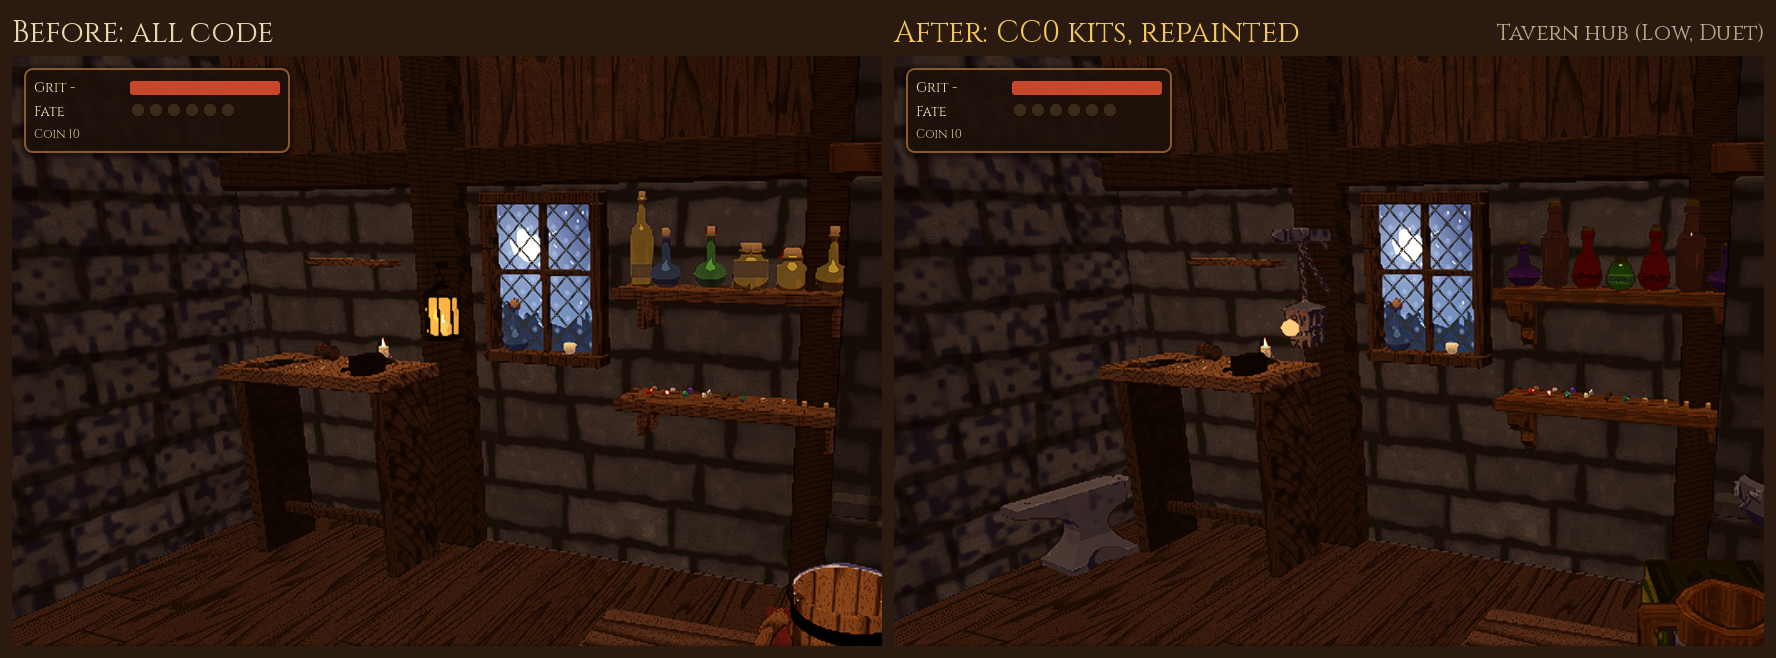 Before: all code
After: CC0 kits, repainted
Tavern hub (Low, Duet)
Grit -
Fate
Coin 10
Grit -
Fate
Coin 10